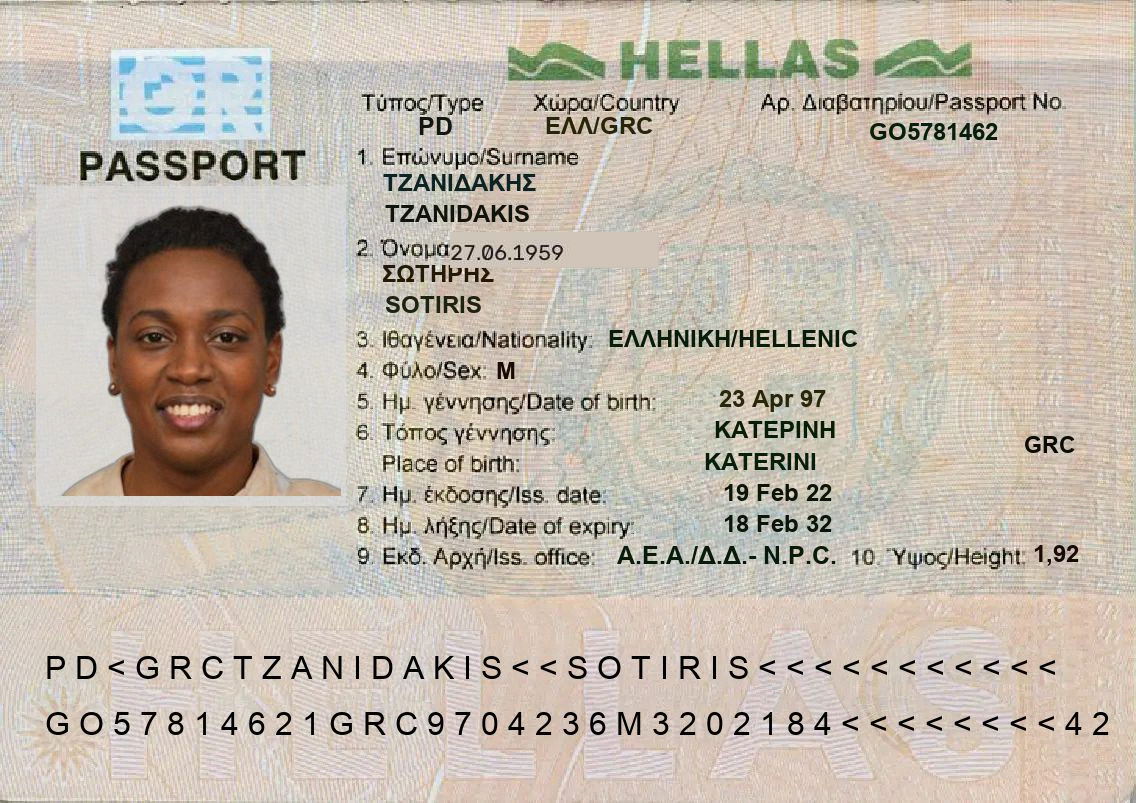 HELLAS
GR
PASSPORT
Τύπος/Type Χώρα/Country Αρ. Διαβατηρίου/Passport No.
PD ΕΛΛ/GRC GO5781462
1. Επώνυμο/Surname
ΤΖΑΝΙΔΑΚΗΣ
TZANIDAKIS
2. Όνομα 27.06.1959
ΣΩΤΗΡΗΣ
SOTIRIS
3. Ιθαγένεια/Nationality: ΕΛΛΗΝΙΚΗ/HELLENIC
4. Φύλο/Sex: M
5. Ημ. γέννησης/Date of birth: 23 Apr 97
6. Τόπος γέννησης: ΚΑΤΕΡΙΝΗ
Place of birth: KATERINI GRC
7. Ημ. έκδοσης/Iss. date: 19 Feb 22
8. Ημ. λήξης/Date of expiry: 18 Feb 32
9 Εκδ. Αρχή/Iss. office: Α.Ε.Α./Δ.Δ.- N.P.C. 10. Ύψος/Height: 1,92
HELLAS
PD<GRCTZANIDAKIS<<SOTIRIS<<<<<<<<<<<
GO57814621GRC9704236M3202184<<<<<<<<42